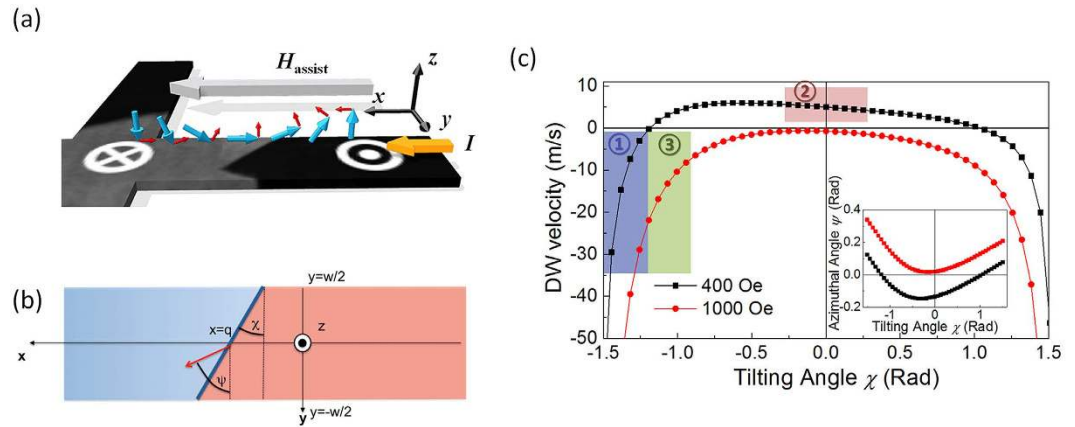 (a)
H assist
z
x
y
I
(b)
y=w/2
x=q
χ
z
x
ψ
y
y=-w/2
(c)
DW velocity (m/s)
10
5
0
-10
-20
-30
-40
-50
①
②
③
400 Oe
1000 Oe
Azimuthal Angle ψ (Rad)
0.4
0.2
0.0
-0.2
-1
0
1
Tilting Angle χ (Rad)
-1.5
-1.0
-0.5
0.0
0.5
1.0
1.5
Tilting Angle χ (Rad)